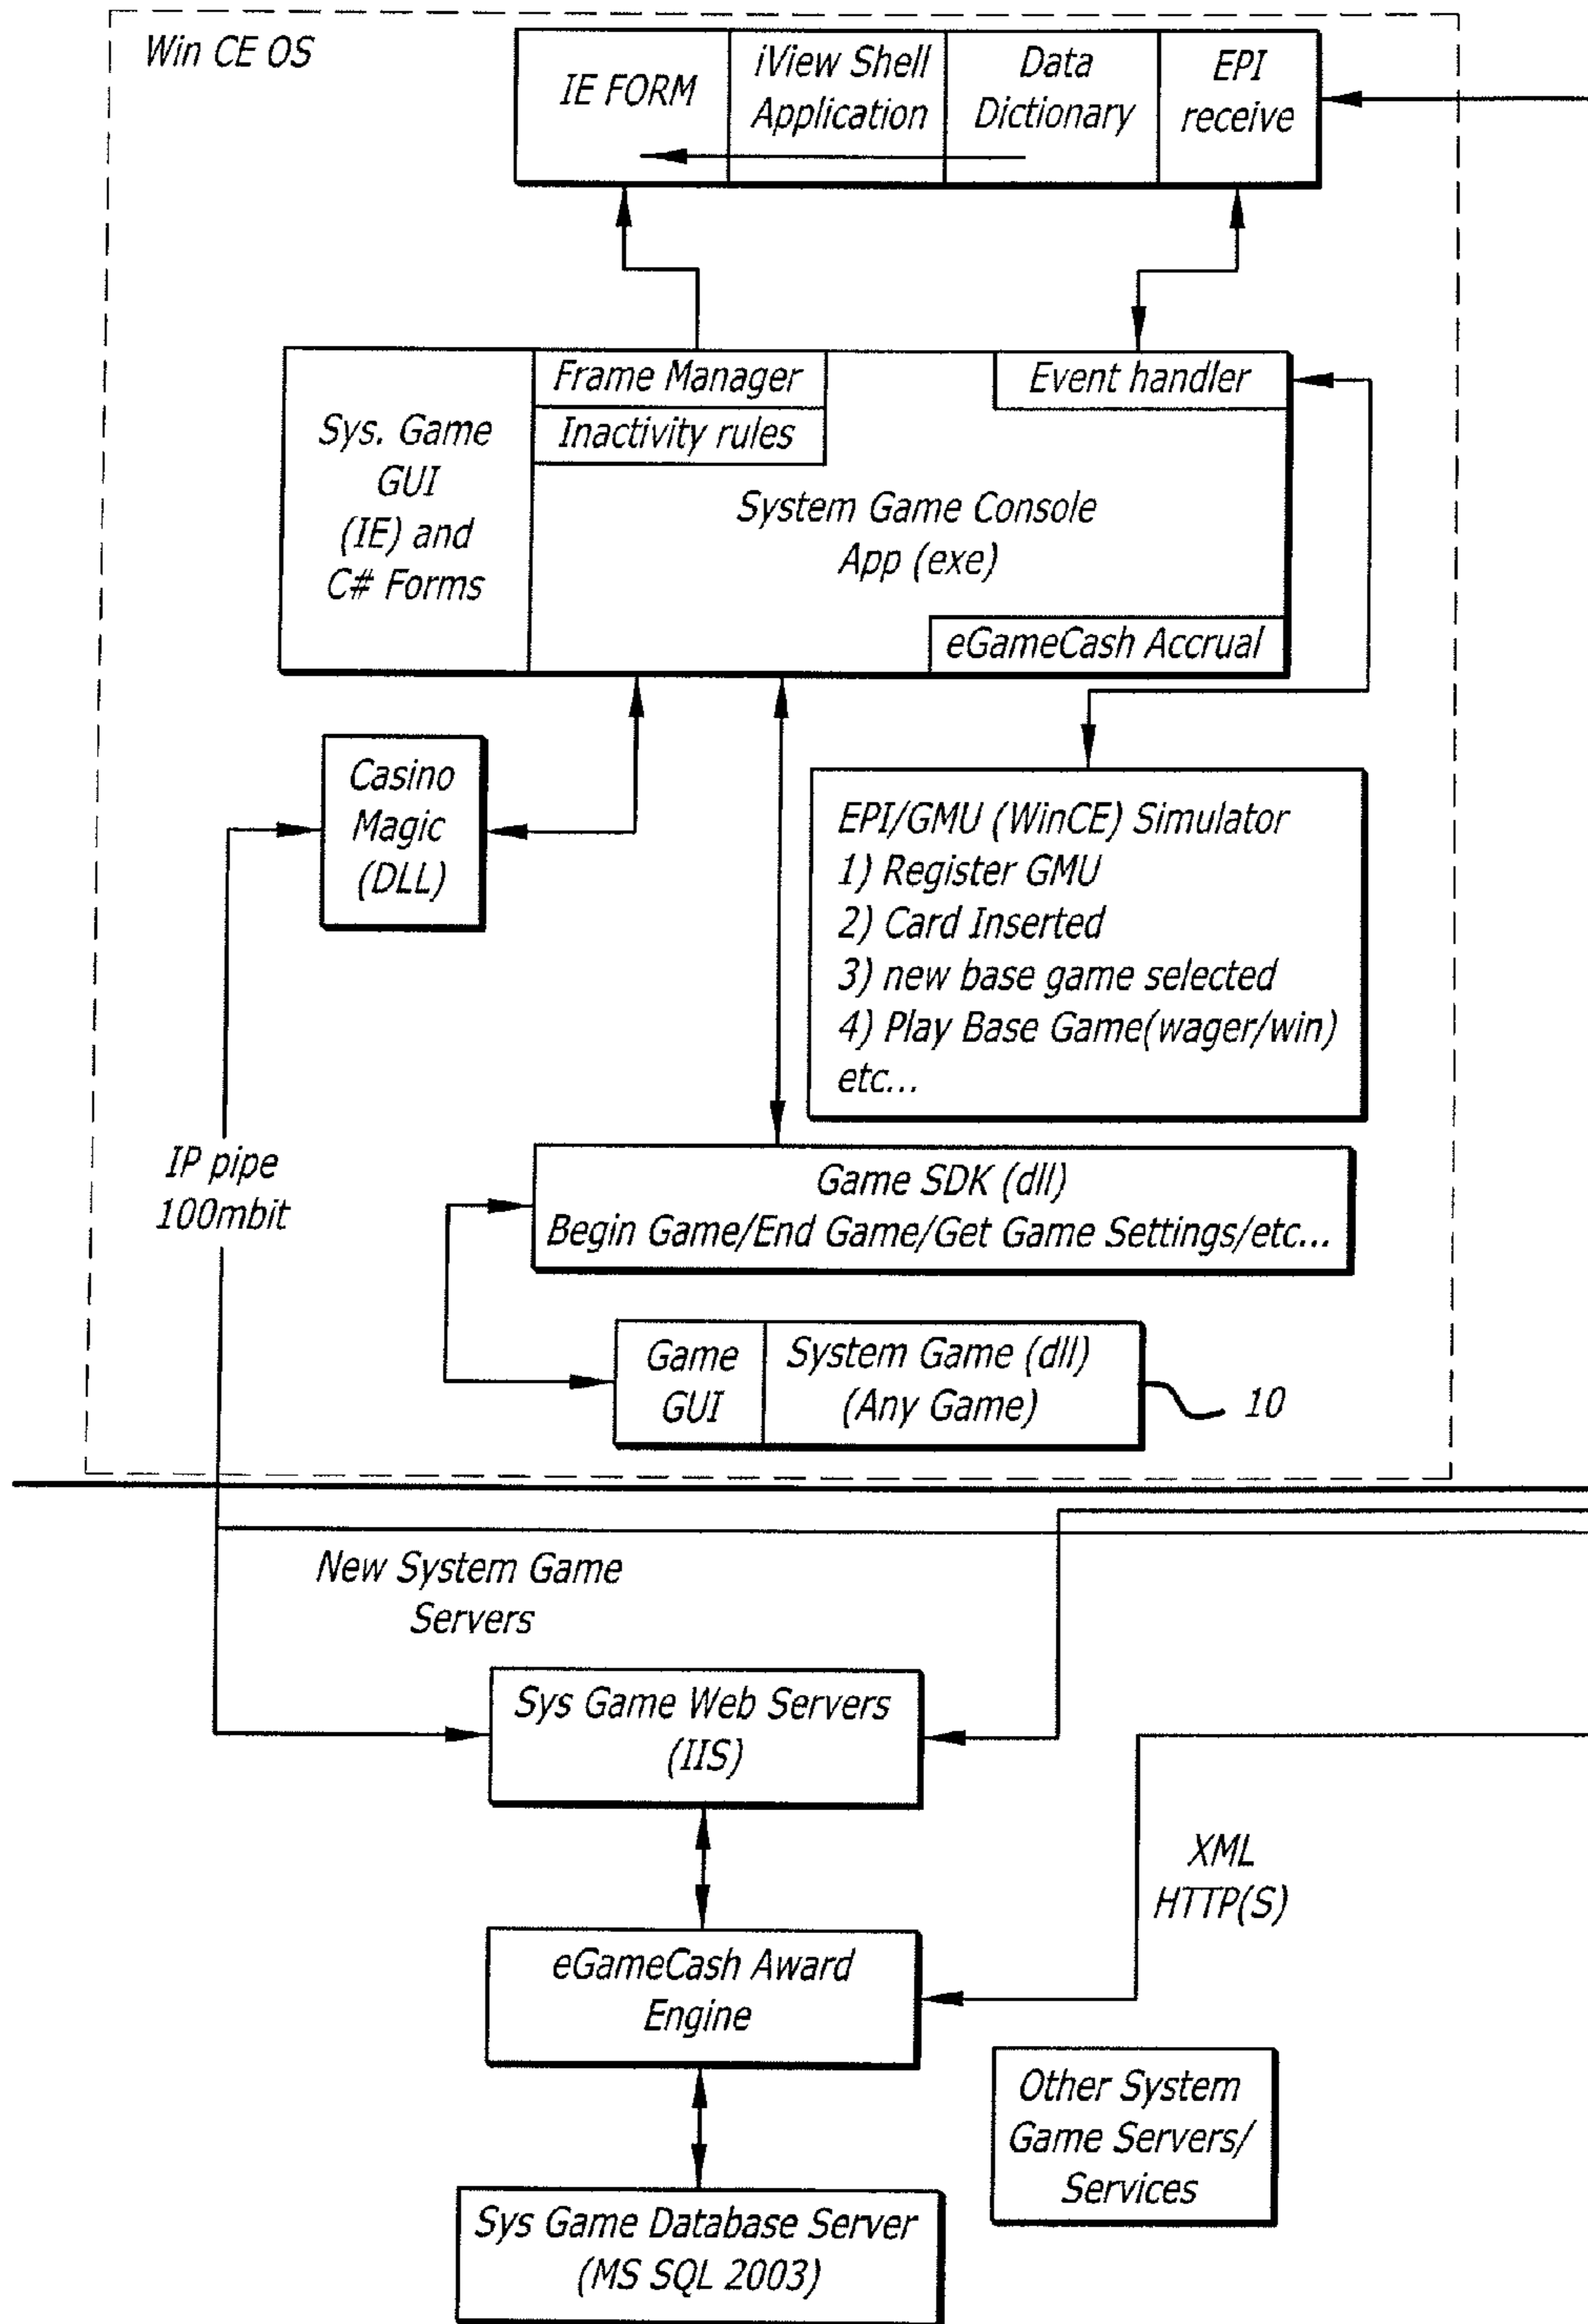 Win CE OS
IE FORM
iView Shell
Application
Data
Dictionary
EPI
receive
Frame Manager
Inactivity rules
Event handler
Sys. Game
GUI
(IE) and
C# Forms
System Game Console
App (exe)
eGameCash Accrual
Casino
Magic
(DLL)
EPI/GMU (WinCE) Simulator
1) Register GMU
2) Card Inserted
3) new base game selected
4) Play Base Game(wager/win)
etc...
IP pipe
100mbit
Game SDK (dll)
Begin Game/End Game/Get Game Settings/etc...
Game
GUI
System Game (dll)
(Any Game)
10
New System Game
Servers
Sys Game Web Servers
(IIS)
XML
HTTP(S)
eGameCash Award
Engine
Other System
Game Servers/
Services
Sys Game Database Server
(MS SQL 2003)